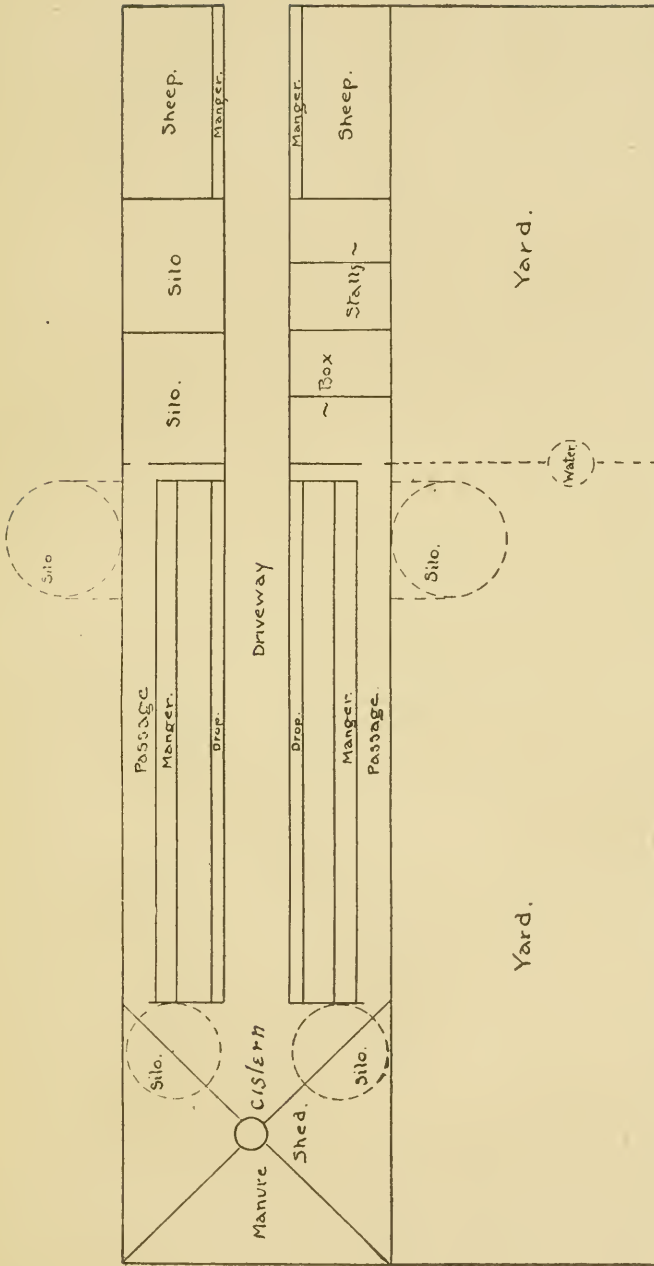 Silo
Passage
Silo.
Manger.
Silo.
Silo
Sheep.
Drop.
Manger.
Manure
Cistern
Driveway
Shed.
Drop.
Manger.
~ Box
Stalls ~
Sheep
Silo.
Manger.
Passage.
Silo.
Yard.
Yard.
(Water)